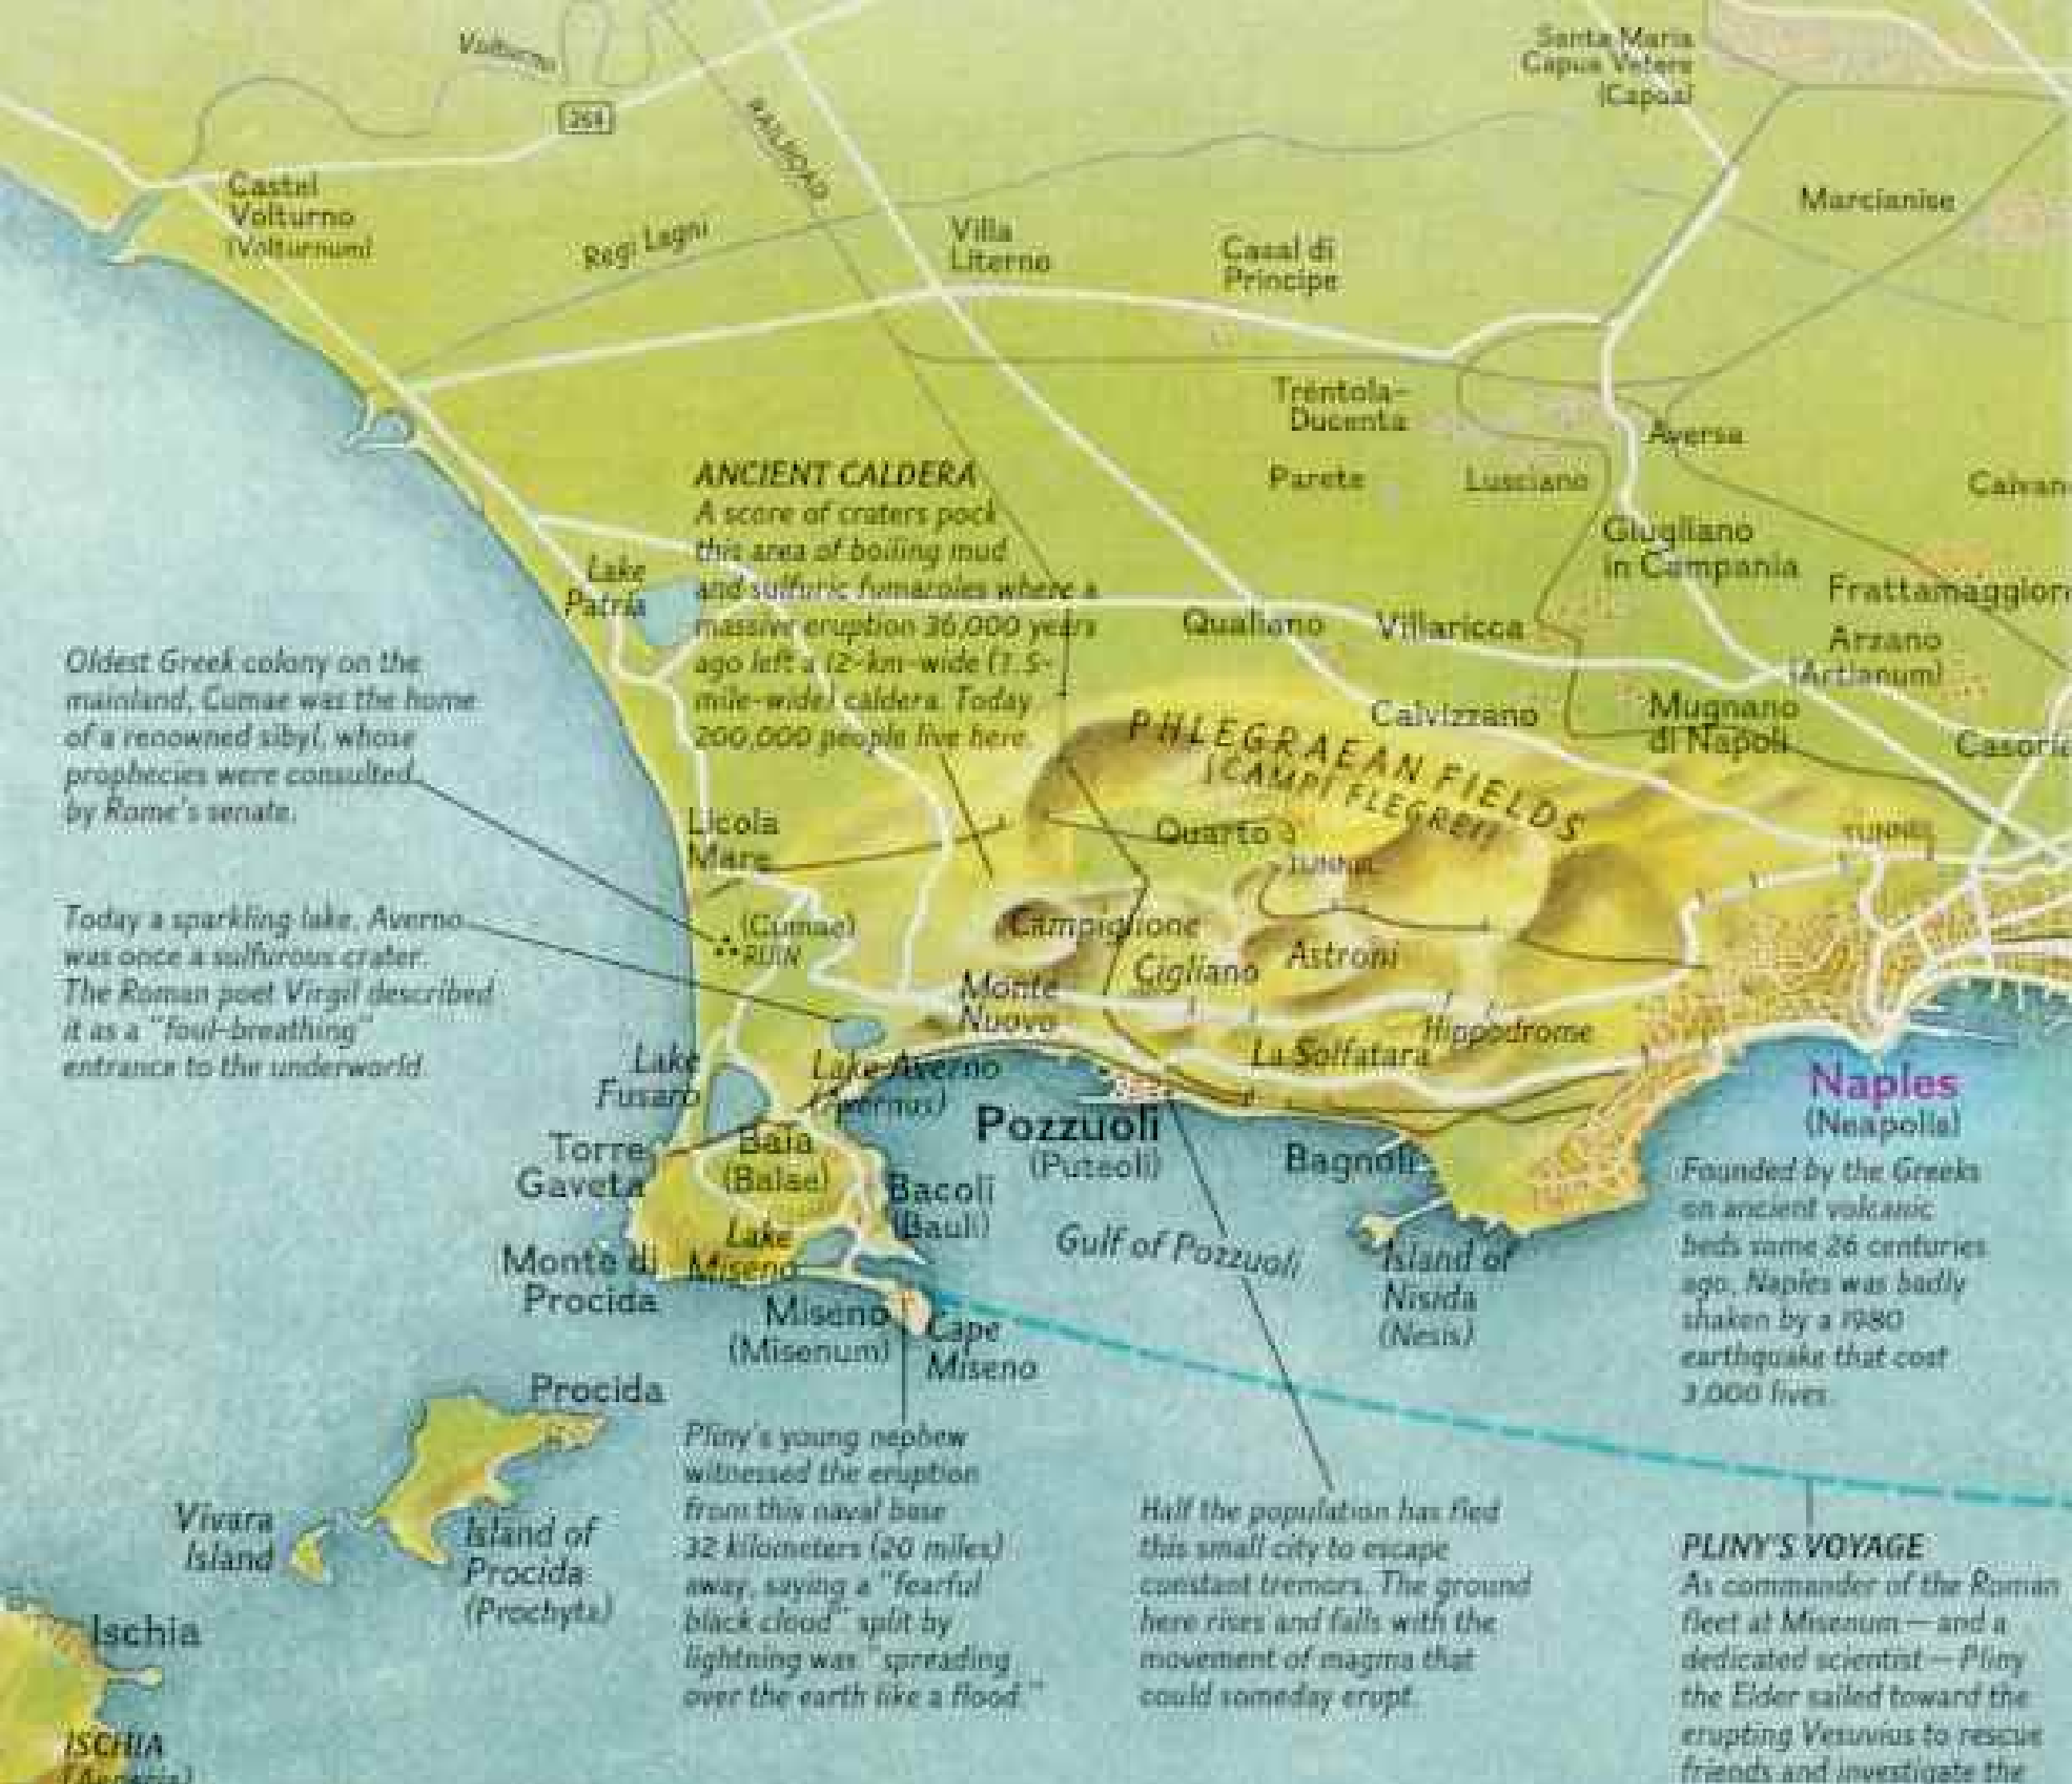 Volturno
264
RAILROAD
Santa Maria
Capua Vetere
(Capua)
Castel
Volturno
(Volturnum)
Regi Lagni
Villa
Literno
Casal di
Principe
Marcianise
Trentola-
Ducenta
Aversa
Parete
Lusciano
Caivan
Giugliano
in Campania
Frattamaggior
Arzano
(Artianum)
Qualiano
Villaricca
Calvizzano
Mugnano
di Napoli
Casoria
ANCIENT CALDERA
A score of craters pock
this area of boiling mud
and sulfuric fumaroles where a
massive eruption 36,000 years
ago left a 12-km-wide (7.5-
mile-wide) caldera. Today
200,000 people live here.
Lake
Patria
Oldest Greek colony on the
mainland, Cumae was the home
of a renowned sibyl, whose
prophecies were consulted
by Rome's senate.
PHLEGRAEAN FIELDS
(CAMPI FLEGREI)
Quarto
TUNNEL
TUNNEL
Licola
Mare
Today a sparkling lake, Averno
was once a sulfurous crater.
The Roman poet Virgil described
it as a "foul-breathing"
entrance to the underworld.
(Cumae)
RUIN
Campiglione
Cigliano
Astroni
Monte
Nuovo
Hippodrome
La Solfatara
Lake
Fusaro
Lake Averno
(Avernus)
Pozzuoli
(Puteoli)
Naples
(Neapolis)
Founded by the Greeks
on ancient volcanic
beds some 26 centuries
ago, Naples was badly
shaken by a 1980
earthquake that cost
3,000 lives.
Torre
Gaveta
Baia
(Baiae)
Bacoli
(Bauli)
Bagnoli
Gulf of Pozzuoli
Island of
Nisida
(Nesis)
Lake
Miseno
Monte di
Procida
Miseno
(Misenum)
Cape
Miseno
Procida
Vivara
Island
Island of
Procida
(Prochyta)
Ischia
ISCHIA
(Aenaria)
Pliny's young nephew
witnessed the eruption
from this naval base
32 kilometers (20 miles)
away, saying a "fearful
black cloud" split by
lightning was "spreading
over the earth like a flood."
Half the population has fled
this small city to escape
constant tremors. The ground
here rises and falls with the
movement of magma that
could someday erupt.
PLINY'S VOYAGE
As commander of the Roman
fleet at Misenum—and a
dedicated scientist—Pliny
the Elder sailed toward the
erupting Vesuvius to rescue
friends and investigate the